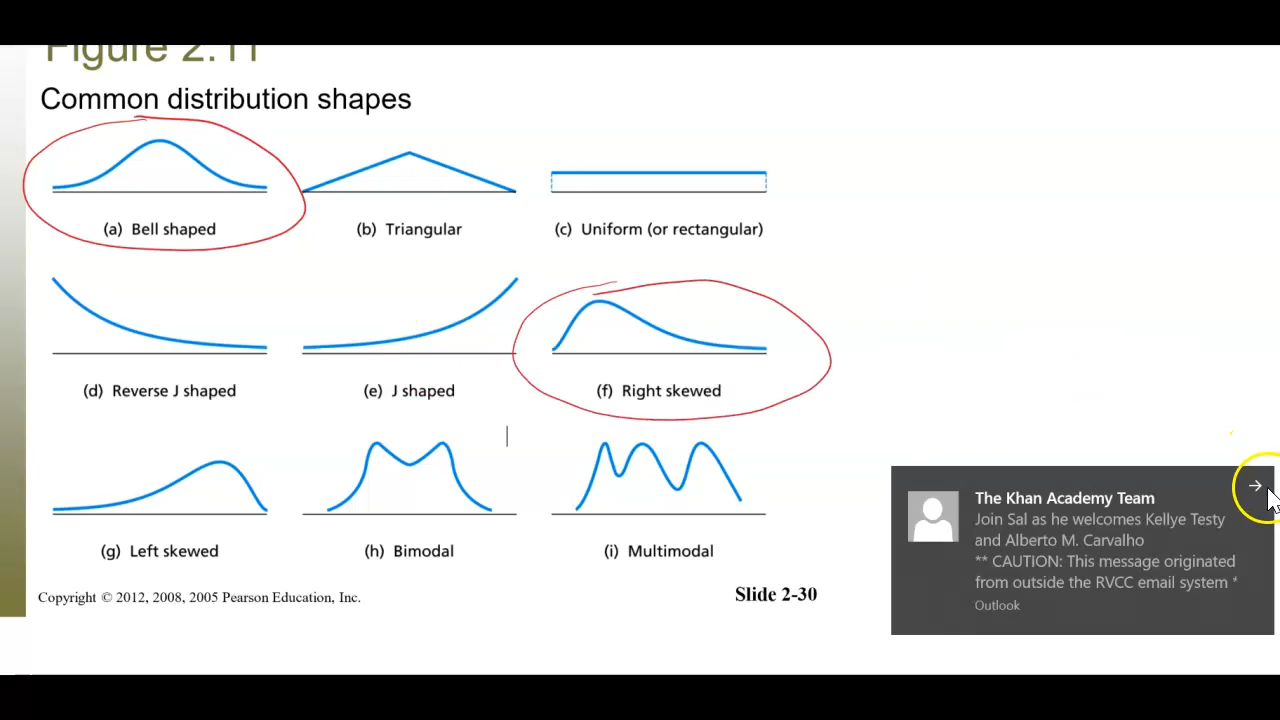 Figure 2.11
Common distribution shapes
(a) Bell shaped
(b) Triangular
(c) Uniform (or rectangular)
(d) Reverse J shaped
(e) J shaped
(f) Right skewed
(g) Left skewed
(h) Bimodal
(i) Multimodal
Copyright © 2012, 2008, 2005 Pearson Education, Inc.
Slide 2-30
The Khan Academy Team
Join Sal as he welcomes Kellye Testy
and Alberto M. Carvalho
** CAUTION: This message originated
from outside the RVCC email system *
Outlook